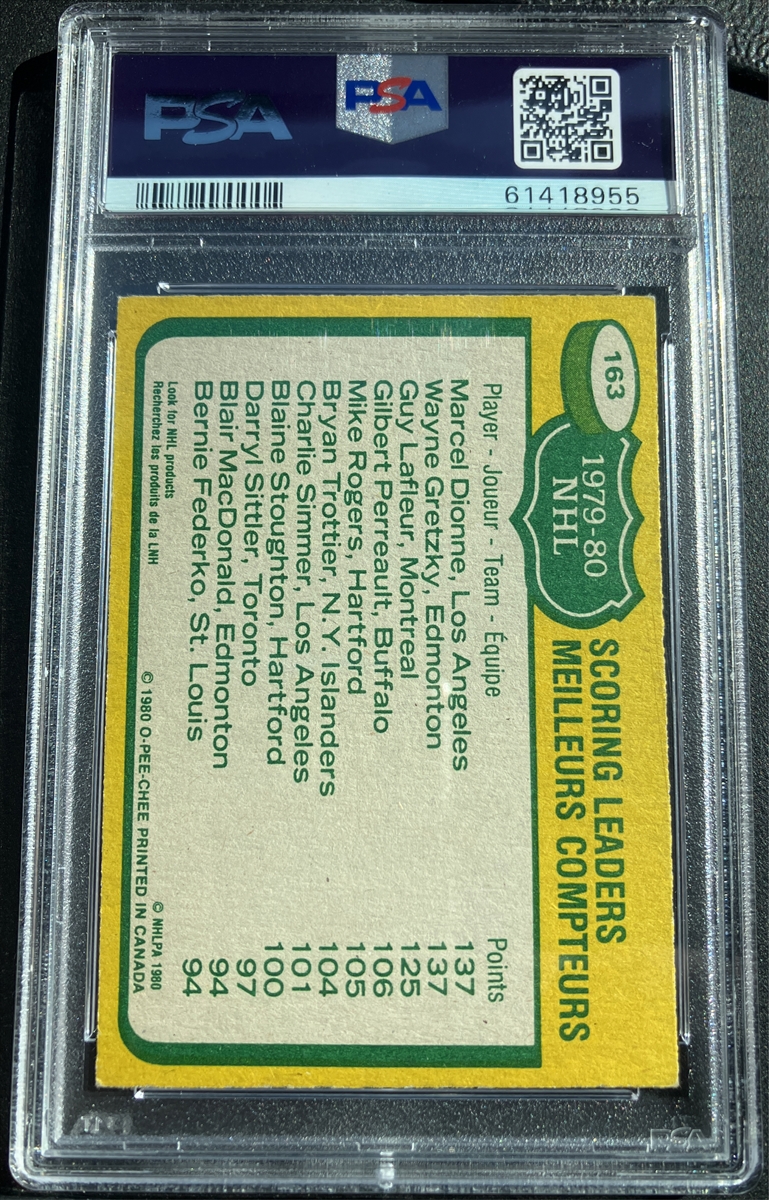 PSA
PSA
61418955
163
1979-80
NHL
SCORING LEADERS
MEILLEURS COMPTEURS
Player - Joueur - Team - Équipe Points
Marcel Dionne, Los Angeles 137
Wayne Gretzky, Edmonton 137
Guy Lafleur, Montreal 125
Gilbert Perreault, Buffalo 106
Mike Rogers, Hartford 105
Bryan Trottier, N.Y. Islanders 104
Charlie Simmer, Los Angeles 101
Blaine Stoughton, Hartford 100
Darryl Sittler, Toronto 97
Blair MacDonald, Edmonton 94
Bernie Federko, St. Louis 94
Look for NHL products
Recherchez les produits de la LNH
© NHLPA 1980
© 1980 O-PEE-CHEE PRINTED IN CANADA
PSA